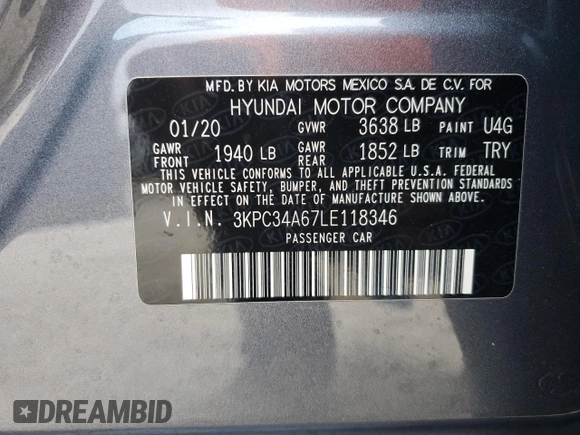 MFD. BY KIA MOTORS MEXICO S.A. DE C.V. FOR
HYUNDAI MOTOR COMPANY
01/20 GVWR 3638 LB PAINT U4G
GAWR FRONT 1940 LB GAWR REAR 1852 LB TRIM TRY
THIS VEHICLE CONFORMS TO ALL APPLICABLE U.S.A. FEDERAL
MOTOR VEHICLE SAFETY, BUMPER, AND THEFT PREVENTION STANDARDS
IN EFFECT ON THE DATE OF MANUFACTURE SHOWN ABOVE.
V.I.N. 3KPC34A67LE118346
PASSENGER CAR
DREAMBID